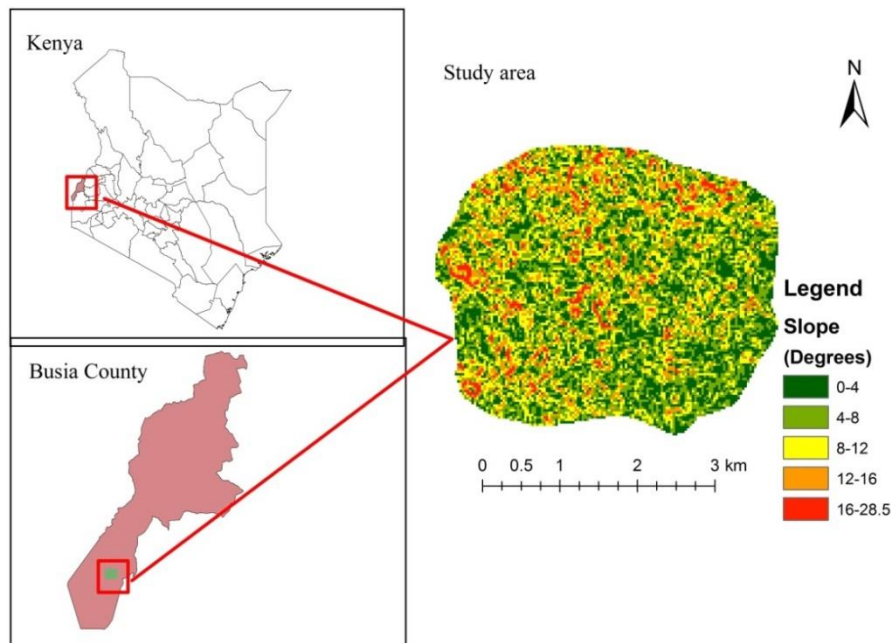 Kenya
Study area
N
Busia County
Legend
Slope
(Degrees)
0-4
4-8
8-12
12-16
16-28.5
0 0.5 1 2 3 km